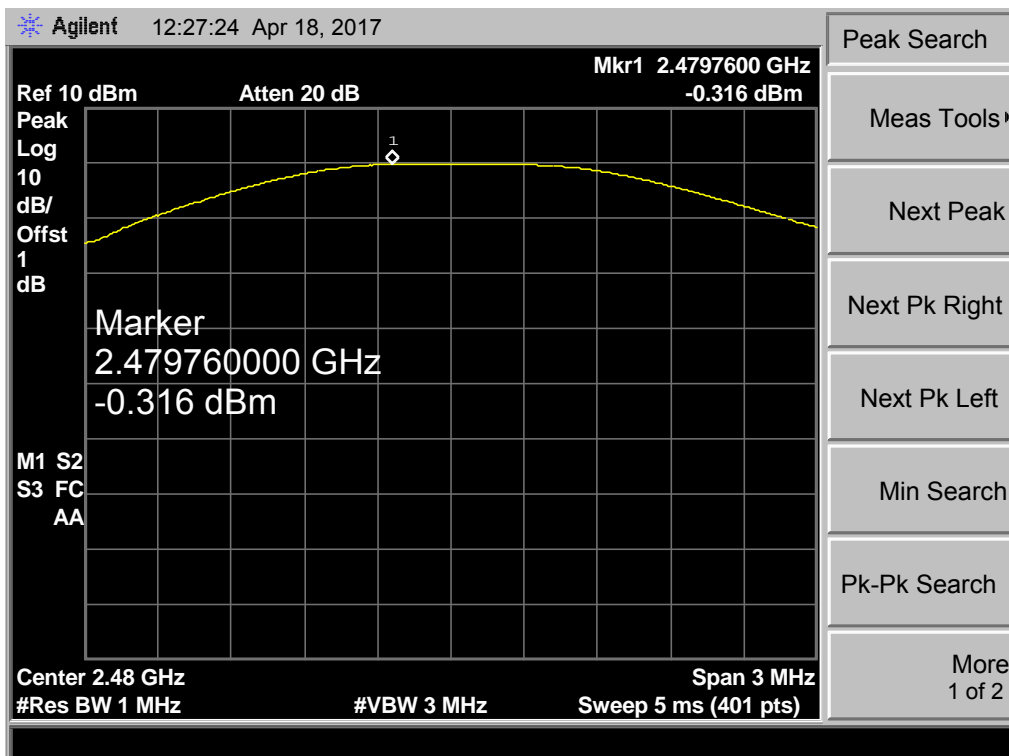 Agilent 12:27:24 Apr 18, 2017
Peak Search
Mkr1 2.4797600 GHz
Ref 10 dBm Atten 20 dB -0.316 dBm
Peak
Log
10
dB/
Offst
1
dB
1
Marker
2.479760000 GHz
-0.316 dBm
M1 S2
S3 FC
AA
Center 2.48 GHz Span 3 MHz
#Res BW 1 MHz #VBW 3 MHz Sweep 5 ms (401 pts)
Meas Tools
Next Peak
Next Pk Right
Next Pk Left
Min Search
Pk-Pk Search
More
1 of 2